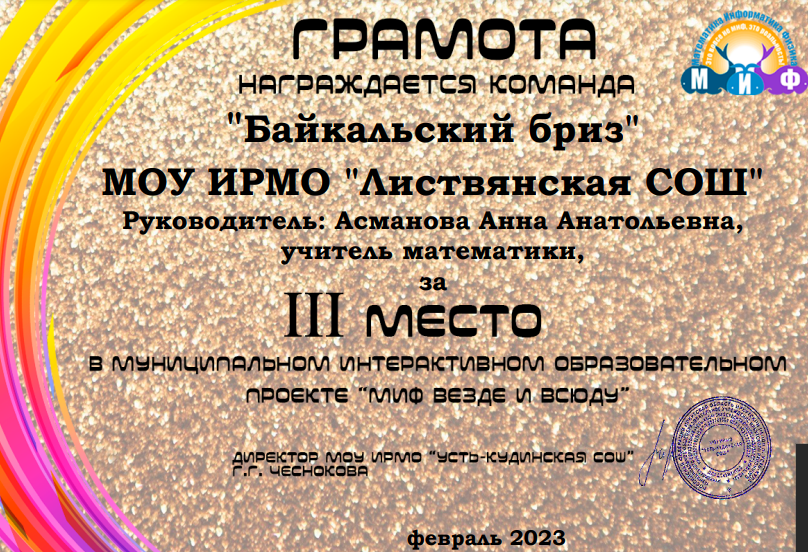 ГРАМОТА
НАГРАЖДАЕТСЯ КОМАНДА
"Байкальский бриз"
МОУ ИРМО "Листвянская СОШ"
Руководитель: Асманова Анна Анатольевна,
учитель математики,
за
III МЕСТО
В МУНИЦИПАЛЬНОМ ИНТЕРАКТИВНОМ ОБРАЗОВАТЕЛЬНОМ
ПРОЕКТЕ "МИФ ВЕЗДЕ И ВСЮДУ"
ДИРЕКТОР МОУ ИРМО "УСТЬ-КУДИНСКАЯ СОШ"
Г.Г. ЧЕСНОКОВА
февраль 2023
Математика Информатика Физика
МИФ